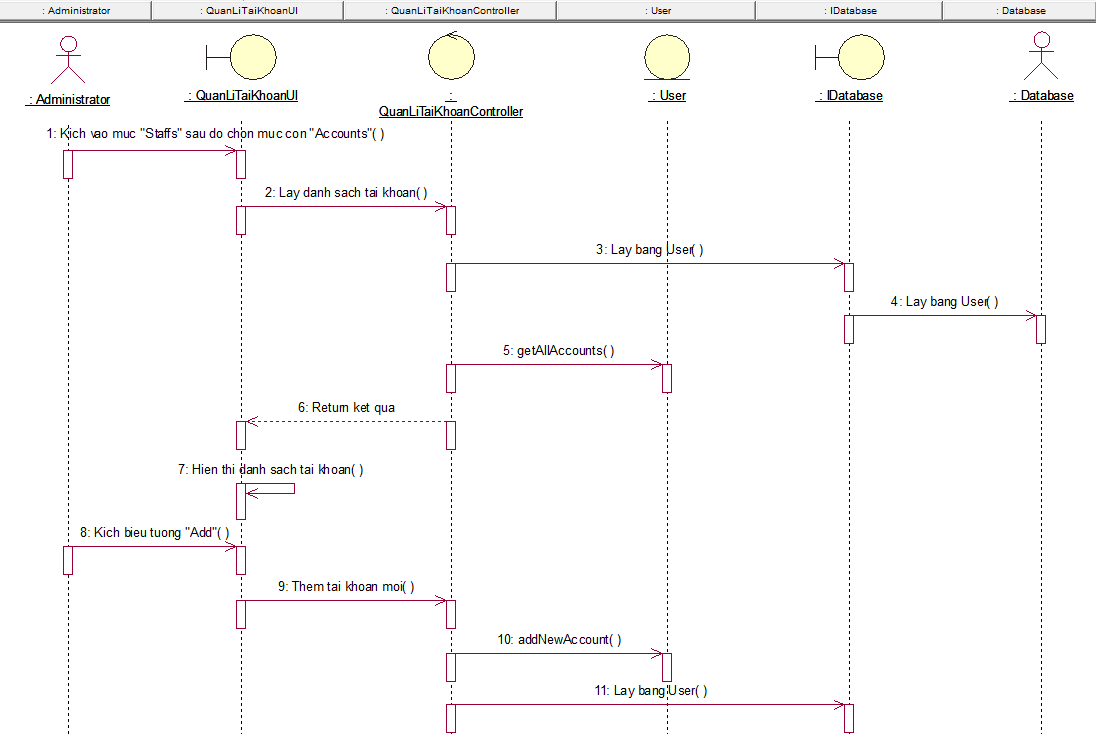 : Administrator
: QuanLiTaiKhoanUI
: QuanLiTaiKhoanController
: User
: IDatabase
: Database
: Administrator
: QuanLiTaiKhoanUI
:
QuanLiTaiKhoanController
: User
: IDatabase
: Database
1: Kich vao muc "Staffs" sau do chon muc con "Accounts"( )
2: Lay danh sach tai khoan( )
3: Lay bang User( )
4: Lay bang User( )
5: getAllAccounts( )
6: Return ket qua
7: Hien thi danh sach tai khoan( )
8: Kich bieu tuong "Add"( )
9: Them tai khoan moi( )
10: addNewAccount( )
11: Lay bang User( )